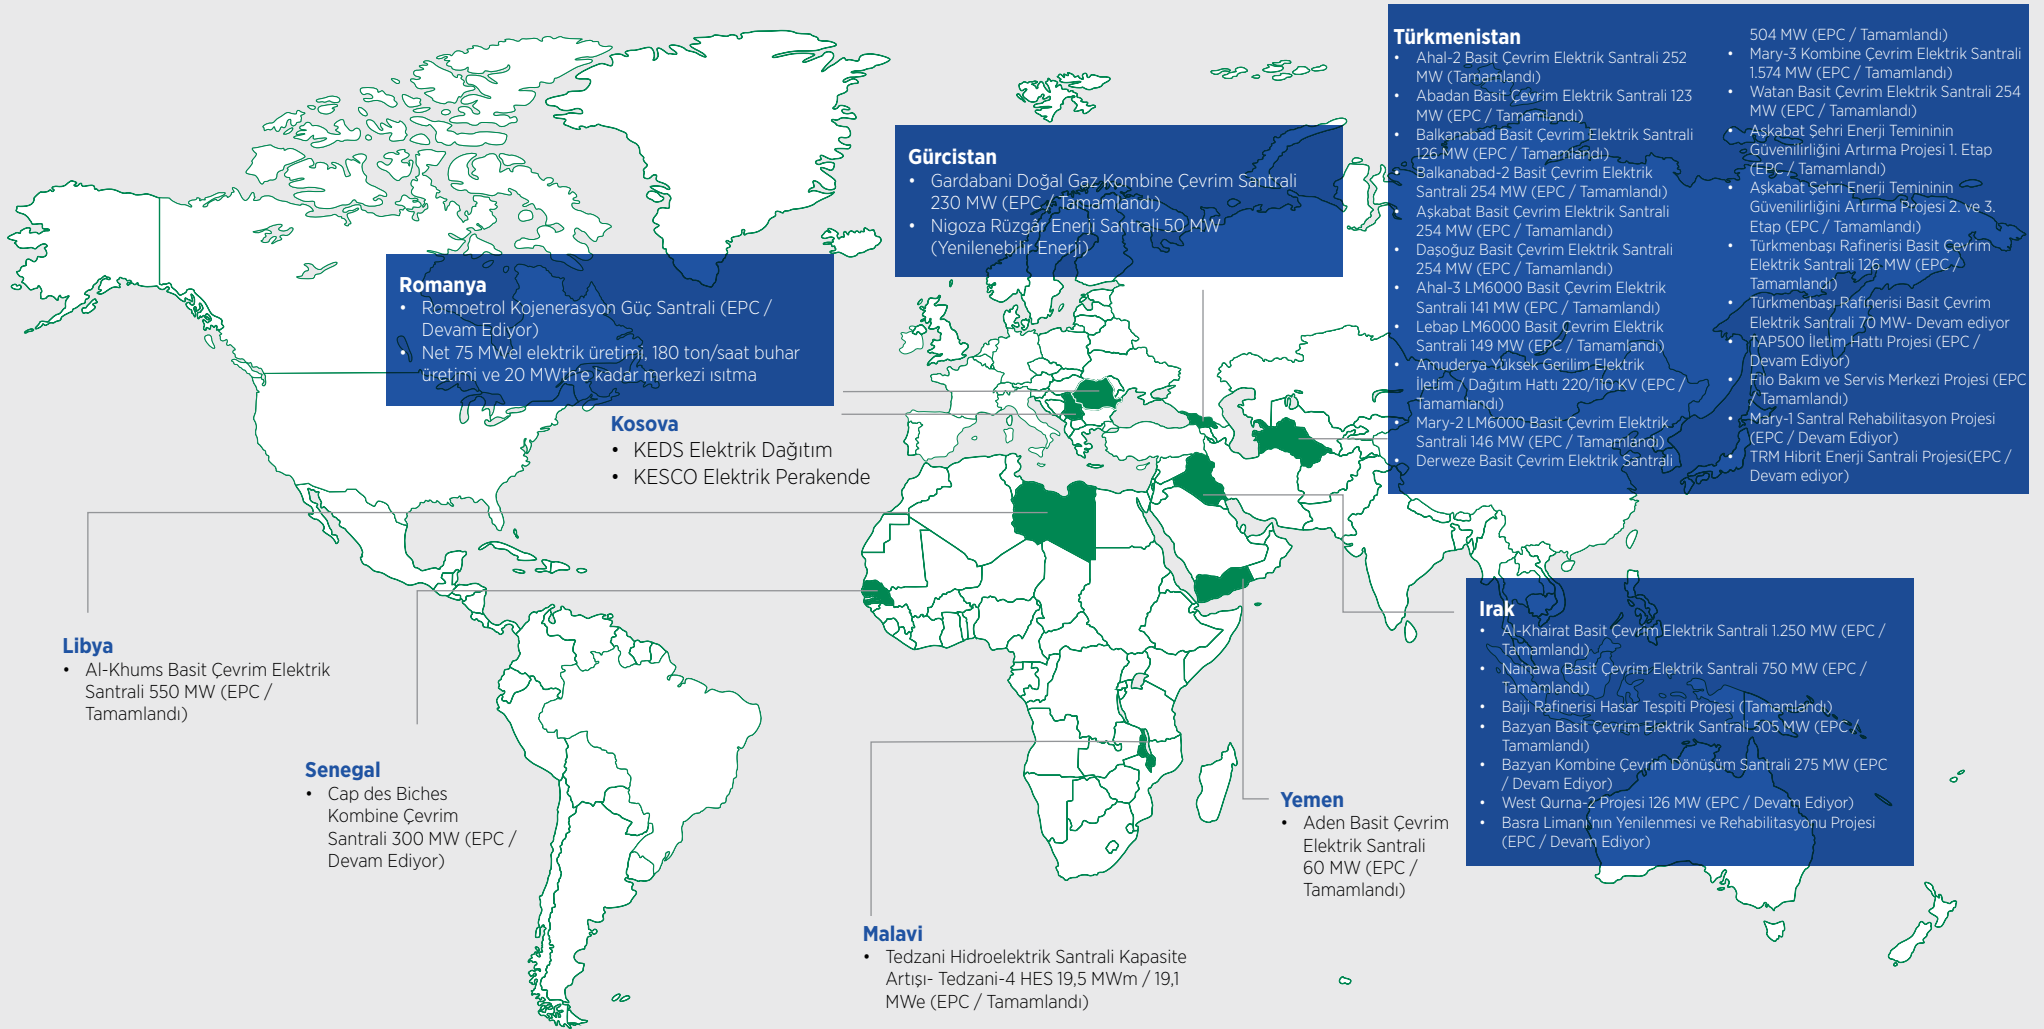 Türkmenistan
• Ahal-2 Basit Çevrim Elektrik Santrali 252
MW (Tamamlandı)
• Abadan Basit Çevrim Elektrik Santrali 123
MW (EPC / Tamamlandı)
• Balkanabad Basit Çevrim Elektrik Santrali
126 MW (EPC / Tamamlandı)
• Balkanabad-2 Basit Çevrim Elektrik
Santrali 254 MW (EPC / Tamamlandı)
• Aşkabat Basit Çevrim Elektrik Santrali
254 MW (EPC / Tamamlandı)
• Daşoğuz Basit Çevrim Elektrik Santrali
254 MW (EPC / Tamamlandı)
• Ahal-3 LM6000 Basit Çevrim Elektrik
Santrali 141 MW (EPC / Tamamlandı)
• Lebap LM6000 Basit Çevrim Elektrik
Santrali 149 MW (EPC / Tamamlandı)
• Amuderya Yüksek Gerilim Elektrik
İletim / Dağıtım Hattı 220/110 KV (EPC /
Tamamlandı)
• Mary-2 LM6000 Basit Çevrim Elektrik
Santrali 146 MW (EPC / Tamamlandı)
• Derweze Basit Çevrim Elektrik Santrali
504 MW (EPC / Tamamlandı)
• Mary-3 Kombine Çevrim Elektrik Santrali
1.574 MW (EPC / Tamamlandı)
• Watan Basit Çevrim Elektrik Santrali 254
MW (EPC / Tamamlandı)
• Aşkabat Şehri Enerji Temininin
Güvenilirliğini Artırma Projesi 1. Etap
(EPC / Tamamlandı)
• Aşkabat Şehri Enerji Temininin
Güvenilirliğini Artırma Projesi 2. ve 3.
Etap (EPC / Tamamlandı)
• Türkmenbaşı Rafinerisi Basit Çevrim
Elektrik Santrali 126 MW (EPC /
Tamamlandı)
• Türkmenbaşı Rafinerisi Basit Çevrim
Elektrik Santrali 70 MW- Devam ediyor
• TAP500 İletim Hattı Projesi (EPC /
Devam Ediyor)
• Filo Bakım ve Servis Merkezi Projesi (EPC
/ Tamamlandı)
• Mary-1 Santral Rehabilitasyon Projesi
(EPC / Devam Ediyor)
• TRM Hibrit Enerji Santrali Projesi(EPC /
Devam ediyor)
Gürcistan
• Gardabani Doğal Gaz Kombine Çevrim Santrali
230 MW (EPC / Tamamlandı)
• Nigoza Rüzgâr Enerji Santrali 50 MW
(Yenilenebilir Enerji)
Romanya
• Rompetrol Kojenerasyon Güç Santrali (EPC /
Devam Ediyor)
• Net 75 MWel elektrik üretimi, 180 ton/saat buhar
üretimi ve 20 MWth'e kadar merkezi ısıtma
Kosova
• KEDS Elektrik Dağıtım
• KESCO Elektrik Perakende
Libya
• Al-Khums Basit Çevrim Elektrik
Santrali 550 MW (EPC /
Tamamlandı)
Senegal
• Cap des Biches
Kombine Çevrim
Santrali 300 MW (EPC /
Devam Ediyor)
Malavi
• Tedzani Hidroelektrik Santrali Kapasite
Artışı- Tedzani-4 HES 19,5 MWm / 19,1
MWe (EPC / Tamamlandı)
Yemen
• Aden Basit Çevrim
Elektrik Santrali
60 MW (EPC /
Tamamlandı)
Irak
• Al-Khairat Basit Çevrim Elektrik Santrali 1.250 MW (EPC /
Tamamlandı)
• Nainawa Basit Çevrim Elektrik Santrali 750 MW (EPC /
Tamamlandı)
• Baiji Rafinerisi Hasar Tespiti Projesi (Tamamlandı)
• Bazyan Basit Çevrim Elektrik Santrali 505 MW (EPC /
Tamamlandı)
• Bazyan Kombine Çevrim Dönüşüm Santrali 275 MW (EPC
/ Devam Ediyor)
• West Qurna-2 Projesi 126 MW (EPC / Devam Ediyor)
• Basra Limanı'nın Yenilenmesi ve Rehabilitasyonu Projesi
(EPC / Devam Ediyor)